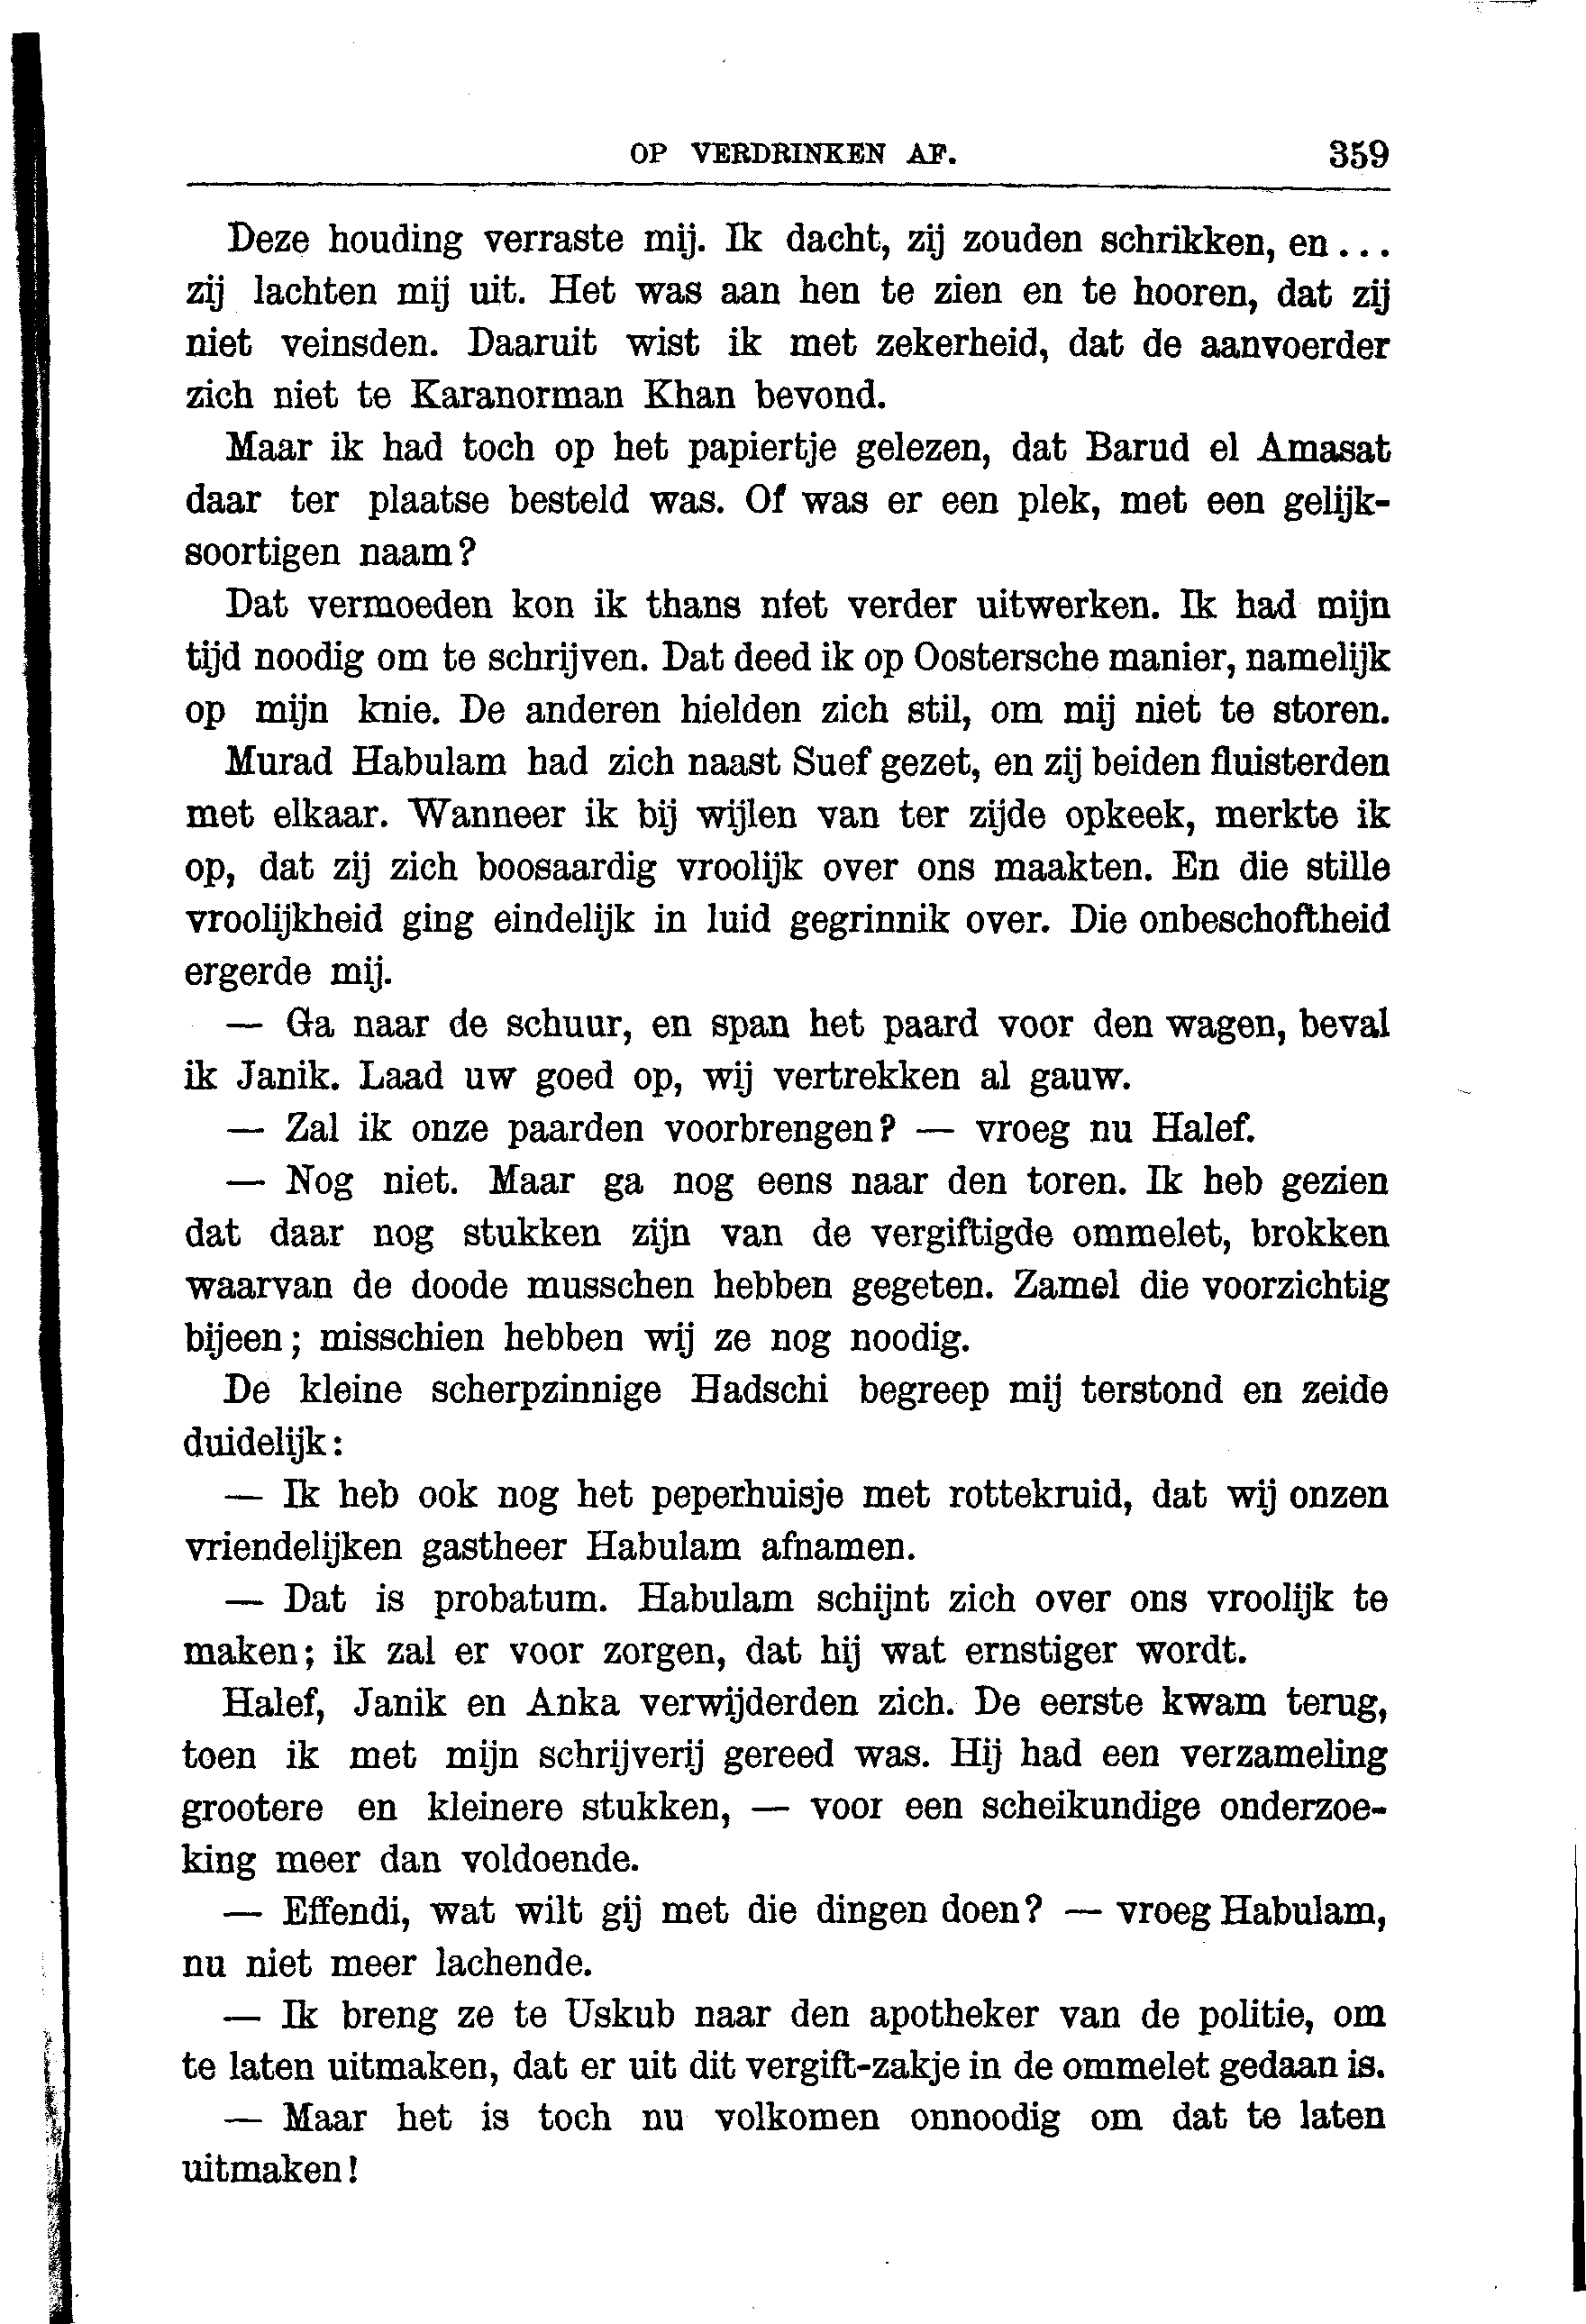 OP VERDRINKEN AF. 359
Deze houding verraste mij. Ik dacht, zij zouden schrikken, en...
zij lachten mij uit. Het was aan hen te zien en te hooren, dat zij
niet veinsden. Daaruit wist ik met zekerheid, dat de aanvoerder
zich niet te Karanorman Khan bevond.
Maar ik had toch op het papiertje gelezen, dat Barud el Amasat
daar ter plaatse besteld was. Of was er een plek, met een gelijk-
soortigen naam?
Dat vermoeden kon ik thans niet verder uitwerken. Ik had mijn
tijd noodig om te schrijven. Dat deed ik op Oostersche manier, namelijk
op mijn knie. De anderen hielden zich stil, om mij niet te storen.
Murad Habulam had zich naast Suef gezet, en zij beiden fluisterden
met elkaar. Wanneer ik bij wijlen van ter zijde opkeek, merkte ik
op, dat zij zich boosaardig vroolijk over ons maakten. En die stille
vroolijkheid ging eindelijk in luid gegrinnik over. Die onbeschoftheid
ergerde mij.
— Ga naar de schuur, en span het paard voor den wagen, beval
ik Janik. Laad uw goed op, wij vertrekken al gauw.
— Zal ik onze paarden voorbrengen? — vroeg nu Halef.
— Nog niet. Maar ga nog eens naar den toren. Ik heb gezien
dat daar nog stukken zijn van de vergiftigde ommelet, brokken
waarvan de doode musschen hebben gegeten. Zamel die voorzichtig
bijeen; misschien hebben wij ze nog noodig.
De kleine scherpzinnige Hadschi begreep mij terstond en zeide
duidelijk:
— Ik heb ook nog het peperhuisje met rottekruid, dat wij onzen
vriendelijken gastheer Habulam afnamen.
— Dat is probatum. Habulam schijnt zich over ons vroolijk te
maken; ik zal er voor zorgen, dat hij wat ernstiger wordt.
Halef, Janik en Anka verwijderden zich. De eerste kwam terug,
toen ik met mijn schrijverij gereed was. Hij had een verzameling
grootere en kleinere stukken, — voor een scheikundige onderzoe-
king meer dan voldoende.
— Effendi, wat wilt gij met die dingen doen? — vroeg Habulam,
nu niet meer lachende.
— Ik breng ze te Uskub naar den apotheker van de politie, om
te laten uitmaken, dat er uit dit vergift-zakje in de ommelet gedaan is.
— Maar het is toch nu volkomen onnoodig om dat te laten
uitmaken!